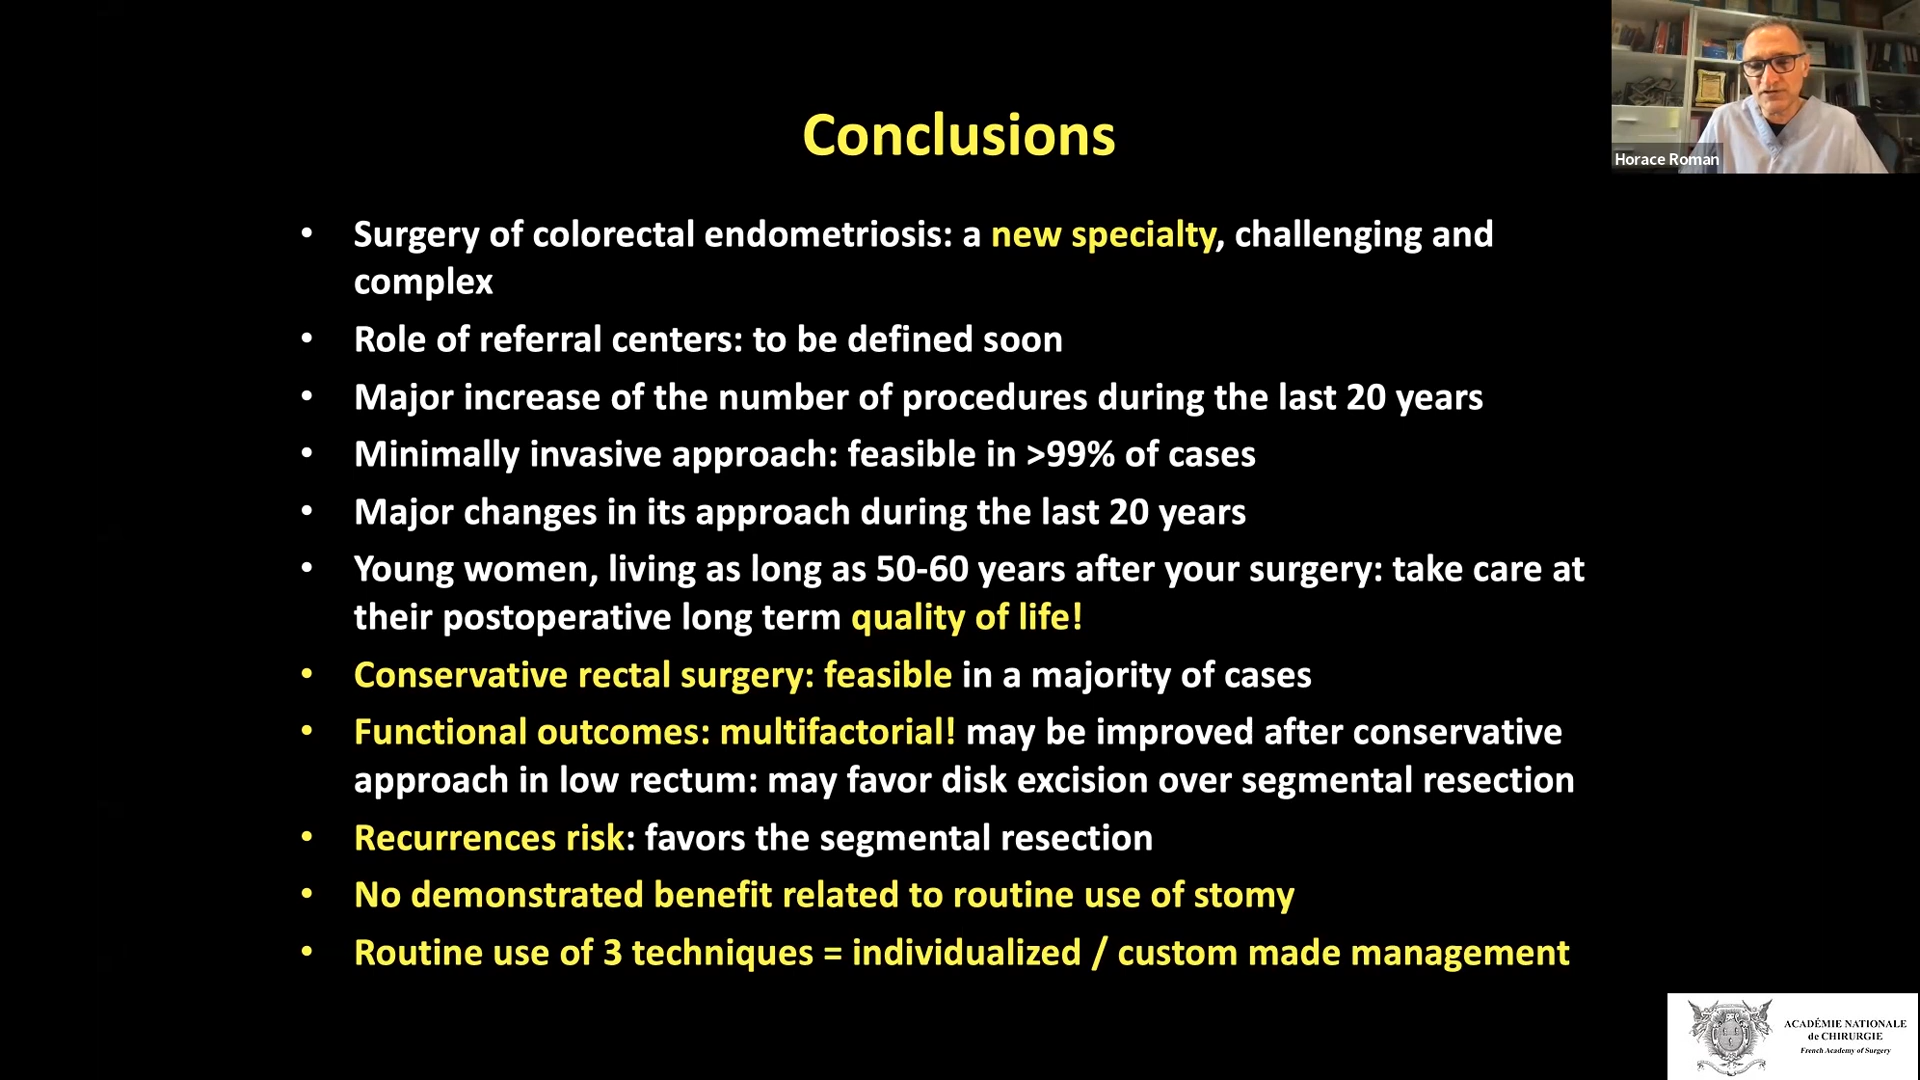 Conclusions
Horace Roman
• Surgery of colorectal endometriosis: a new specialty, challenging and
complex
• Role of referral centers: to be defined soon
• Major increase of the number of procedures during the last 20 years
• Minimally invasive approach: feasible in >99% of cases
• Major changes in its approach during the last 20 years
• Young women, living as long as 50-60 years after your surgery: take care at
their postoperative long term quality of life!
• Conservative rectal surgery: feasible in a majority of cases
• Functional outcomes: multifactorial! may be improved after conservative
approach in low rectum: may favor disk excision over segmental resection
• Recurrences risk: favors the segmental resection
• No demonstrated benefit related to routine use of stomy
• Routine use of 3 techniques = individualized / custom made management
ACADÉMIE NATIONALE
de CHIRURGIE
French Academy of Surgery